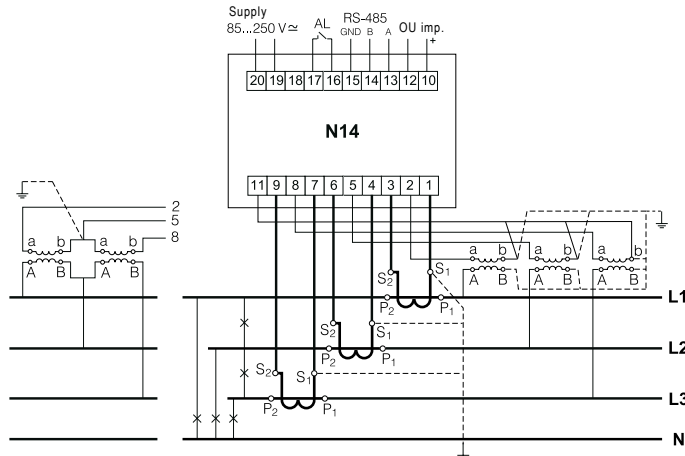 Supply
85...250 V≃
AL
RS-485
GND B A
OU imp.
+
20 19 18 17 16 15 14 13 12 10
N14
11 9 8 7 6 5 4 3 2 1
2
5
8
a b a b
A B A B
a b a b a b
A B A B A B
S2 S1
P2 P1
L1
S2 S1
P2 P1
L2
S2 S1
P2 P1
L3
N